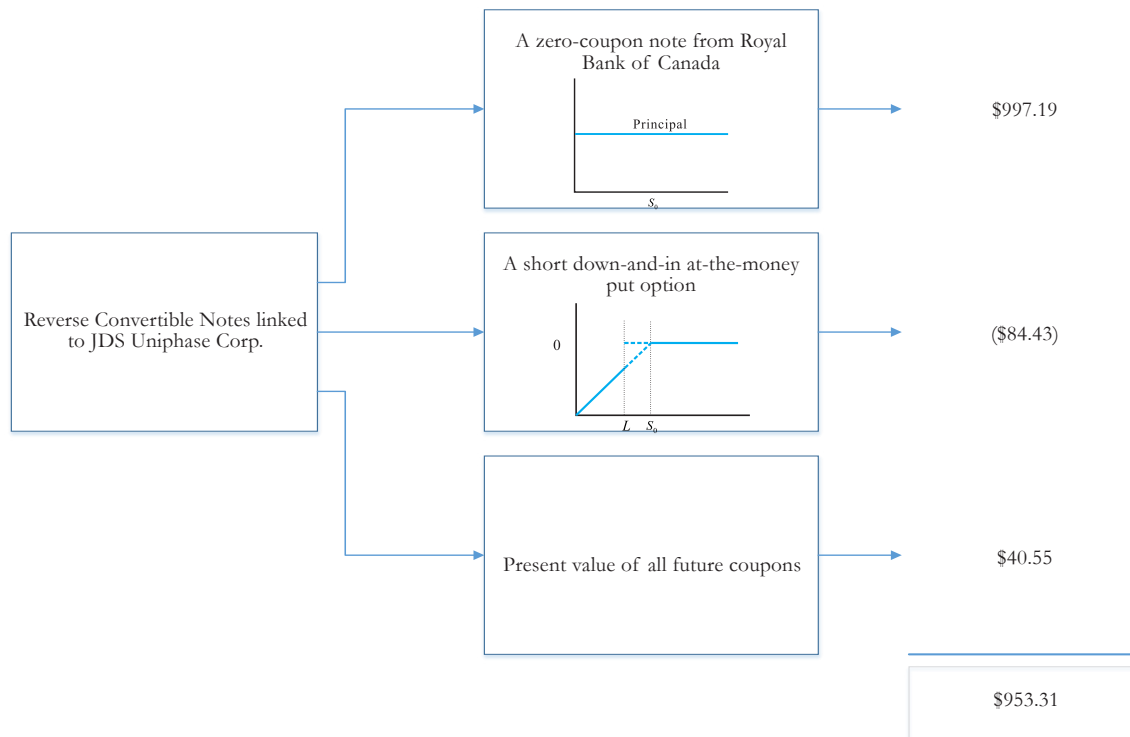 A zero-coupon note from Royal
Bank of Canada
Principal
S₀
$997.19
Reverse Convertible Notes linked
to JDS Uniphase Corp.
A short down-and-in at-the-money
put option
0
L S₀
($84.43)
Present value of all future coupons
$40.55
$953.31